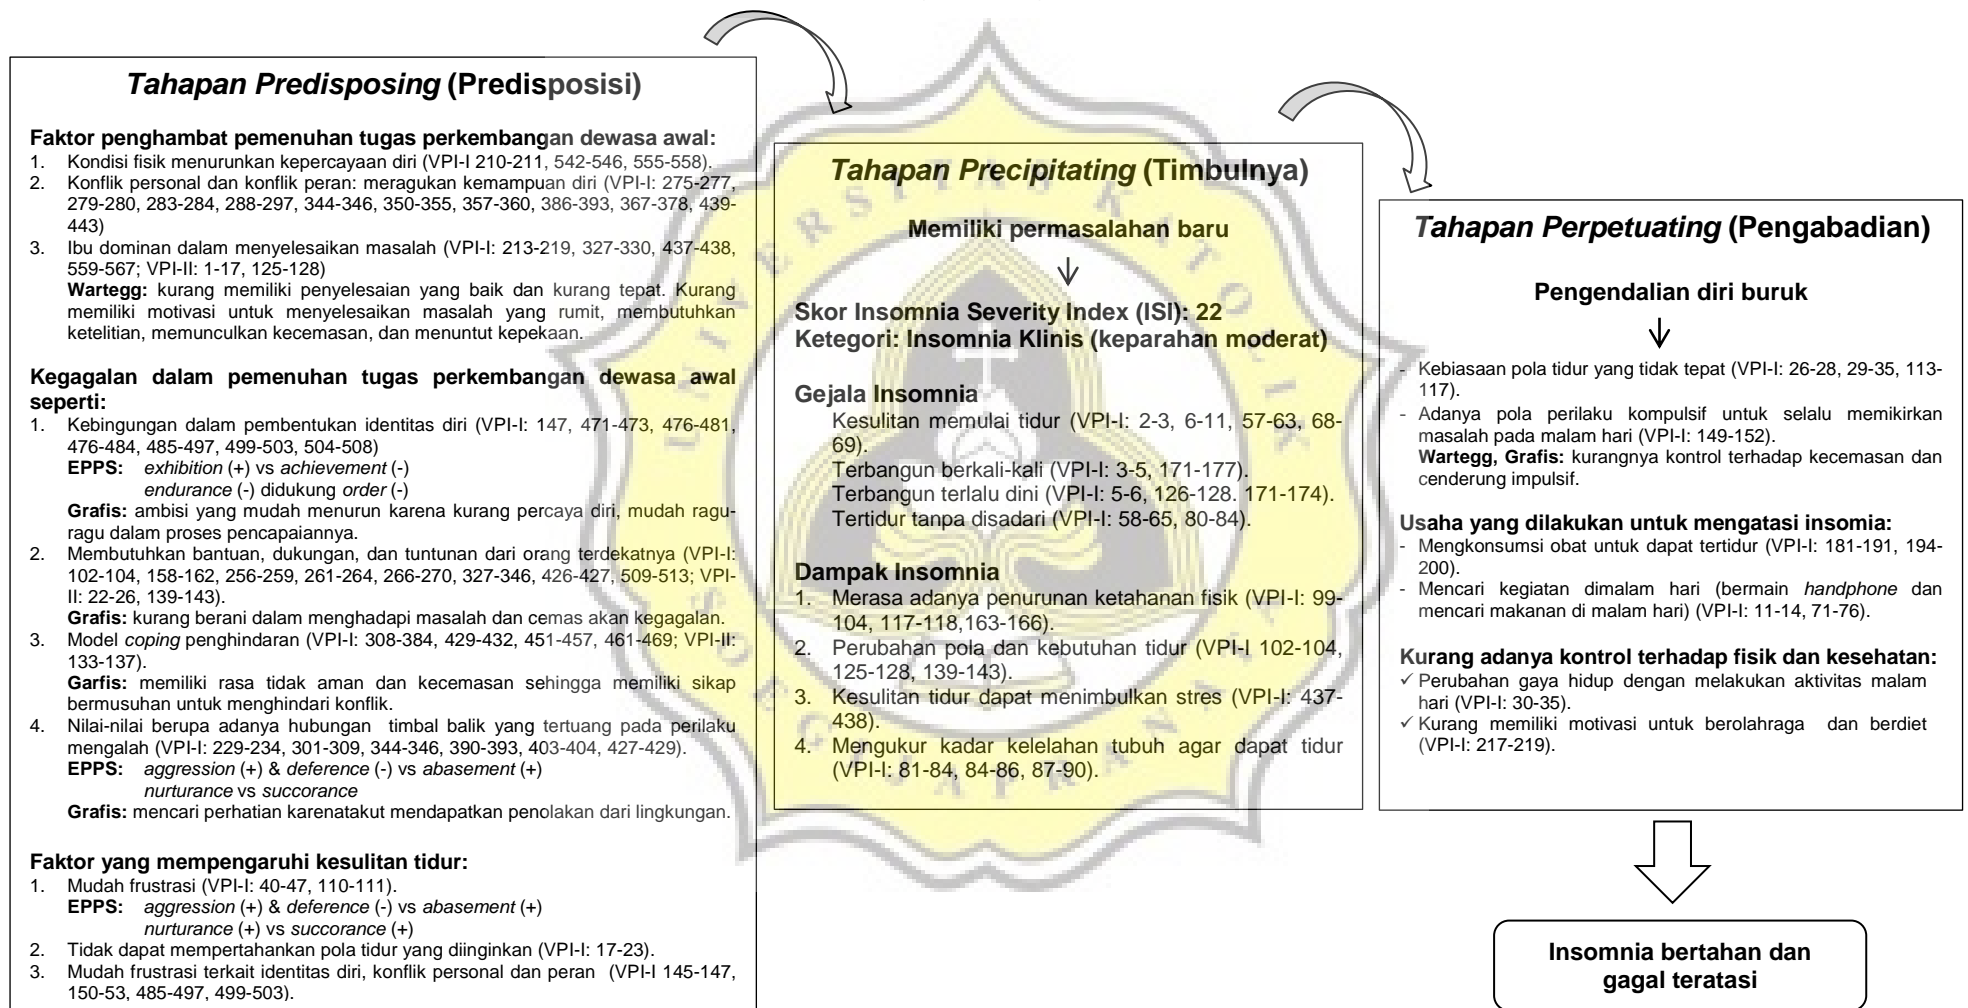 Tahapan Predisposing (Predisposisi)
Faktor penghambat pemenuhan tugas perkembangan dewasa awal:
1. Kondisi fisik menurunkan kepercayaan diri (VPI-I 210-211, 542-546, 555-558).
2. Konflik personal dan konflik peran: meragukan kemampuan diri (VPI-I: 275-277,
279-280, 283-284, 288-297, 344-346, 350-355, 357-360, 386-393, 367-378, 439-
443)
3. Ibu dominan dalam menyelesaikan masalah (VPI-I: 213-219, 327-330, 437-438,
559-567; VPI-II: 1-17, 125-128)
Wartegg: kurang memiliki penyelesaian yang baik dan kurang tepat. Kurang
memiliki motivasi untuk menyelesaikan masalah yang rumit, membutuhkan
ketelitian, memunculkan kecemasan, dan menuntut kepekaan.
Kegagalan dalam pemenuhan tugas perkembangan dewasa awal
seperti:
1. Kebingungan dalam pembentukan identitas diri (VPI-I: 147, 471-473, 476-481,
476-484, 485-497, 499-503, 504-508)
EPPS: exhibition (+) vs achievement (-)
endurance (-) didukung order (-)
Grafis: ambisi yang mudah menurun karena kurang percaya diri, mudah ragu-
ragu dalam proses pencapaiannya.
2. Membutuhkan bantuan, dukungan, dan tuntunan dari orang terdekatnya (VPI-I:
102-104, 158-162, 256-259, 261-264, 266-270, 327-346, 426-427, 509-513; VPI-
II: 22-26, 139-143).
Grafis: kurang berani dalam menghadapi masalah dan cemas akan kegagalan.
3. Model coping penghindaran (VPI-I: 308-384, 429-432, 451-457, 461-469; VPI-II:
133-137).
Garfis: memiliki rasa tidak aman dan kecemasan sehingga memiliki sikap
bermusuhan untuk menghindari konflik.
4. Nilai-nilai berupa adanya hubungan timbal balik yang tertuang pada perilaku
mengalah (VPI-I: 229-234, 301-309, 344-346, 390-393, 403-404, 427-429).
EPPS: aggression (+) & deference (-) vs abasement (+)
nurturance vs succorance
Grafis: mencari perhatian karenatakut mendapatkan penolakan dari lingkungan.
Faktor yang mempengaruhi kesulitan tidur:
1. Mudah frustrasi (VPI-I: 40-47, 110-111).
EPPS: aggression (+) & deference (-) vs abasement (+)
nurturance (+) vs succorance (+)
2. Tidak dapat mempertahankan pola tidur yang diinginkan (VPI-I: 17-23).
3. Mudah frustrasi terkait identitas diri, konflik personal dan peran (VPI-I 145-147,
150-53, 485-497, 499-503).
Tahapan Precipitating (Timbulnya)
Memiliki permasalahan baru
Skor Insomnia Severity Index (ISI): 22
Ketegori: Insomnia Klinis (keparahan moderat)
Gejala Insomnia
Kesulitan memulai tidur (VPI-I: 2-3, 6-11, 57-63, 68-
69).
Terbangun berkali-kali (VPI-I: 3-5, 171-177).
Terbangun terlalu dini (VPI-I: 5-6, 126-128. 171-174).
Tertidur tanpa disadari (VPI-I: 58-65, 80-84).
Dampak Insomnia
1. Merasa adanya penurunan ketahanan fisik (VPI-I: 99-
104, 117-118,163-166).
2. Perubahan pola dan kebutuhan tidur (VPI-I 102-104,
125-128, 139-143).
3. Kesulitan tidur dapat menimbulkan stres (VPI-I: 437-
438).
4. Mengukur kadar kelelahan tubuh agar dapat tidur
(VPI-I: 81-84, 84-86, 87-90).
Tahapan Perpetuating (Pengabadian)
Pengendalian diri buruk
- Kebiasaan pola tidur yang tidak tepat (VPI-I: 26-28, 29-35, 113-
117).
- Adanya pola perilaku kompulsif untuk selalu memikirkan
masalah pada malam hari (VPI-I: 149-152).
Wartegg, Grafis: kurangnya kontrol terhadap kecemasan dan
cenderung impulsif.
Usaha yang dilakukan untuk mengatasi insomia:
- Mengkonsumsi obat untuk dapat tertidur (VPI-I: 181-191, 194-
200).
- Mencari kegiatan dimalam hari (bermain handphone dan
mencari makanan di malam hari) (VPI-I: 11-14, 71-76).
Kurang adanya kontrol terhadap fisik dan kesehatan:
✓ Perubahan gaya hidup dengan melakukan aktivitas malam
hari (VPI-I: 30-35).
✓ Kurang memiliki motivasi untuk berolahraga dan berdiet
(VPI-I: 217-219).
Insomnia bertahan dan
gagal teratasi
UNIVERSITAS KATOLIK
SOEGIJAPRANATA